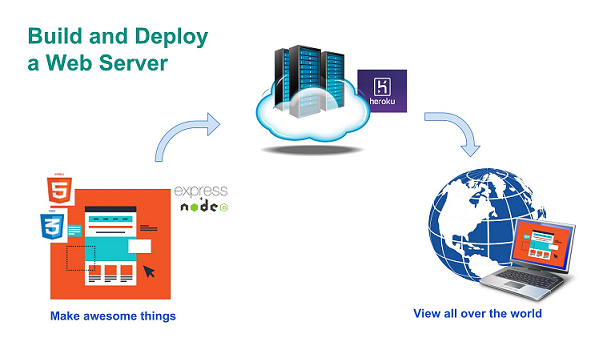 Build and Deploy
a Web Server
heroku
HTML
5
CSS
3
express
node
JS
Make awesome things
View all over the world